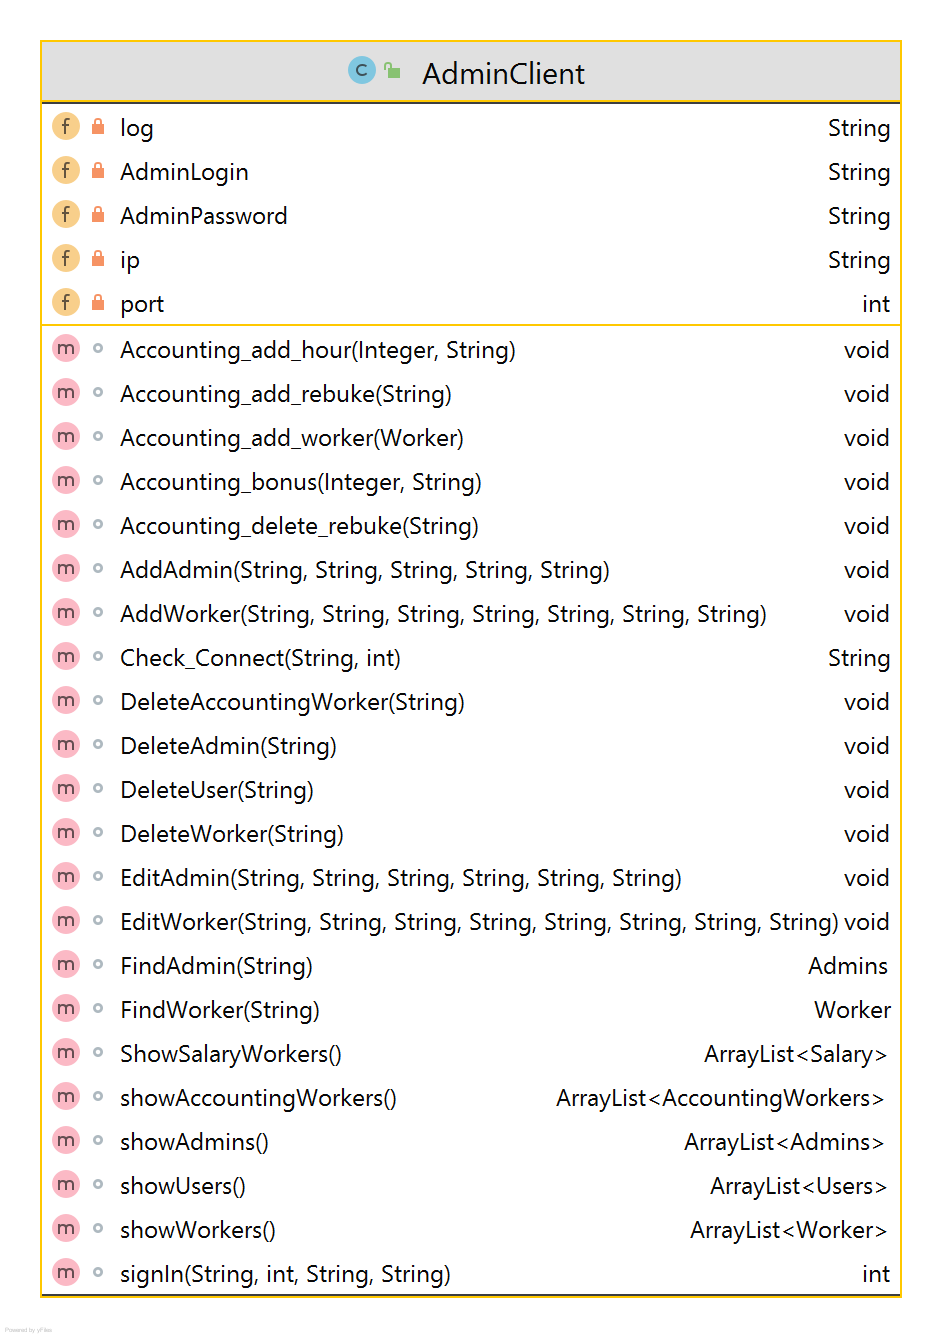 C AdminClient
f log String
f AdminLogin String
f AdminPassword String
f ip String
f port int
m Accounting_add_hour(Integer, String) void
m Accounting_add_rebuke(String) void
m Accounting_add_worker(Worker) void
m Accounting_bonus(Integer, String) void
m Accounting_delete_rebuke(String) void
m AddAdmin(String, String, String, String, String) void
m AddWorker(String, String, String, String, String, String, String) void
m Check_Connect(String, int) String
m DeleteAccountingWorker(String) void
m DeleteAdmin(String) void
m DeleteUser(String) void
m DeleteWorker(String) void
m EditAdmin(String, String, String, String, String, String) void
m EditWorker(String, String, String, String, String, String, String, String) void
m FindAdmin(String) Admins
m FindWorker(String) Worker
m ShowSalaryWorkers() ArrayList<Salary>
m showAccountingWorkers() ArrayList<AccountingWorkers>
m showAdmins() ArrayList<Admins>
m showUsers() ArrayList<Users>
m showWorkers() ArrayList<Worker>
m signIn(String, int, String, String) int
Powered by yFiles